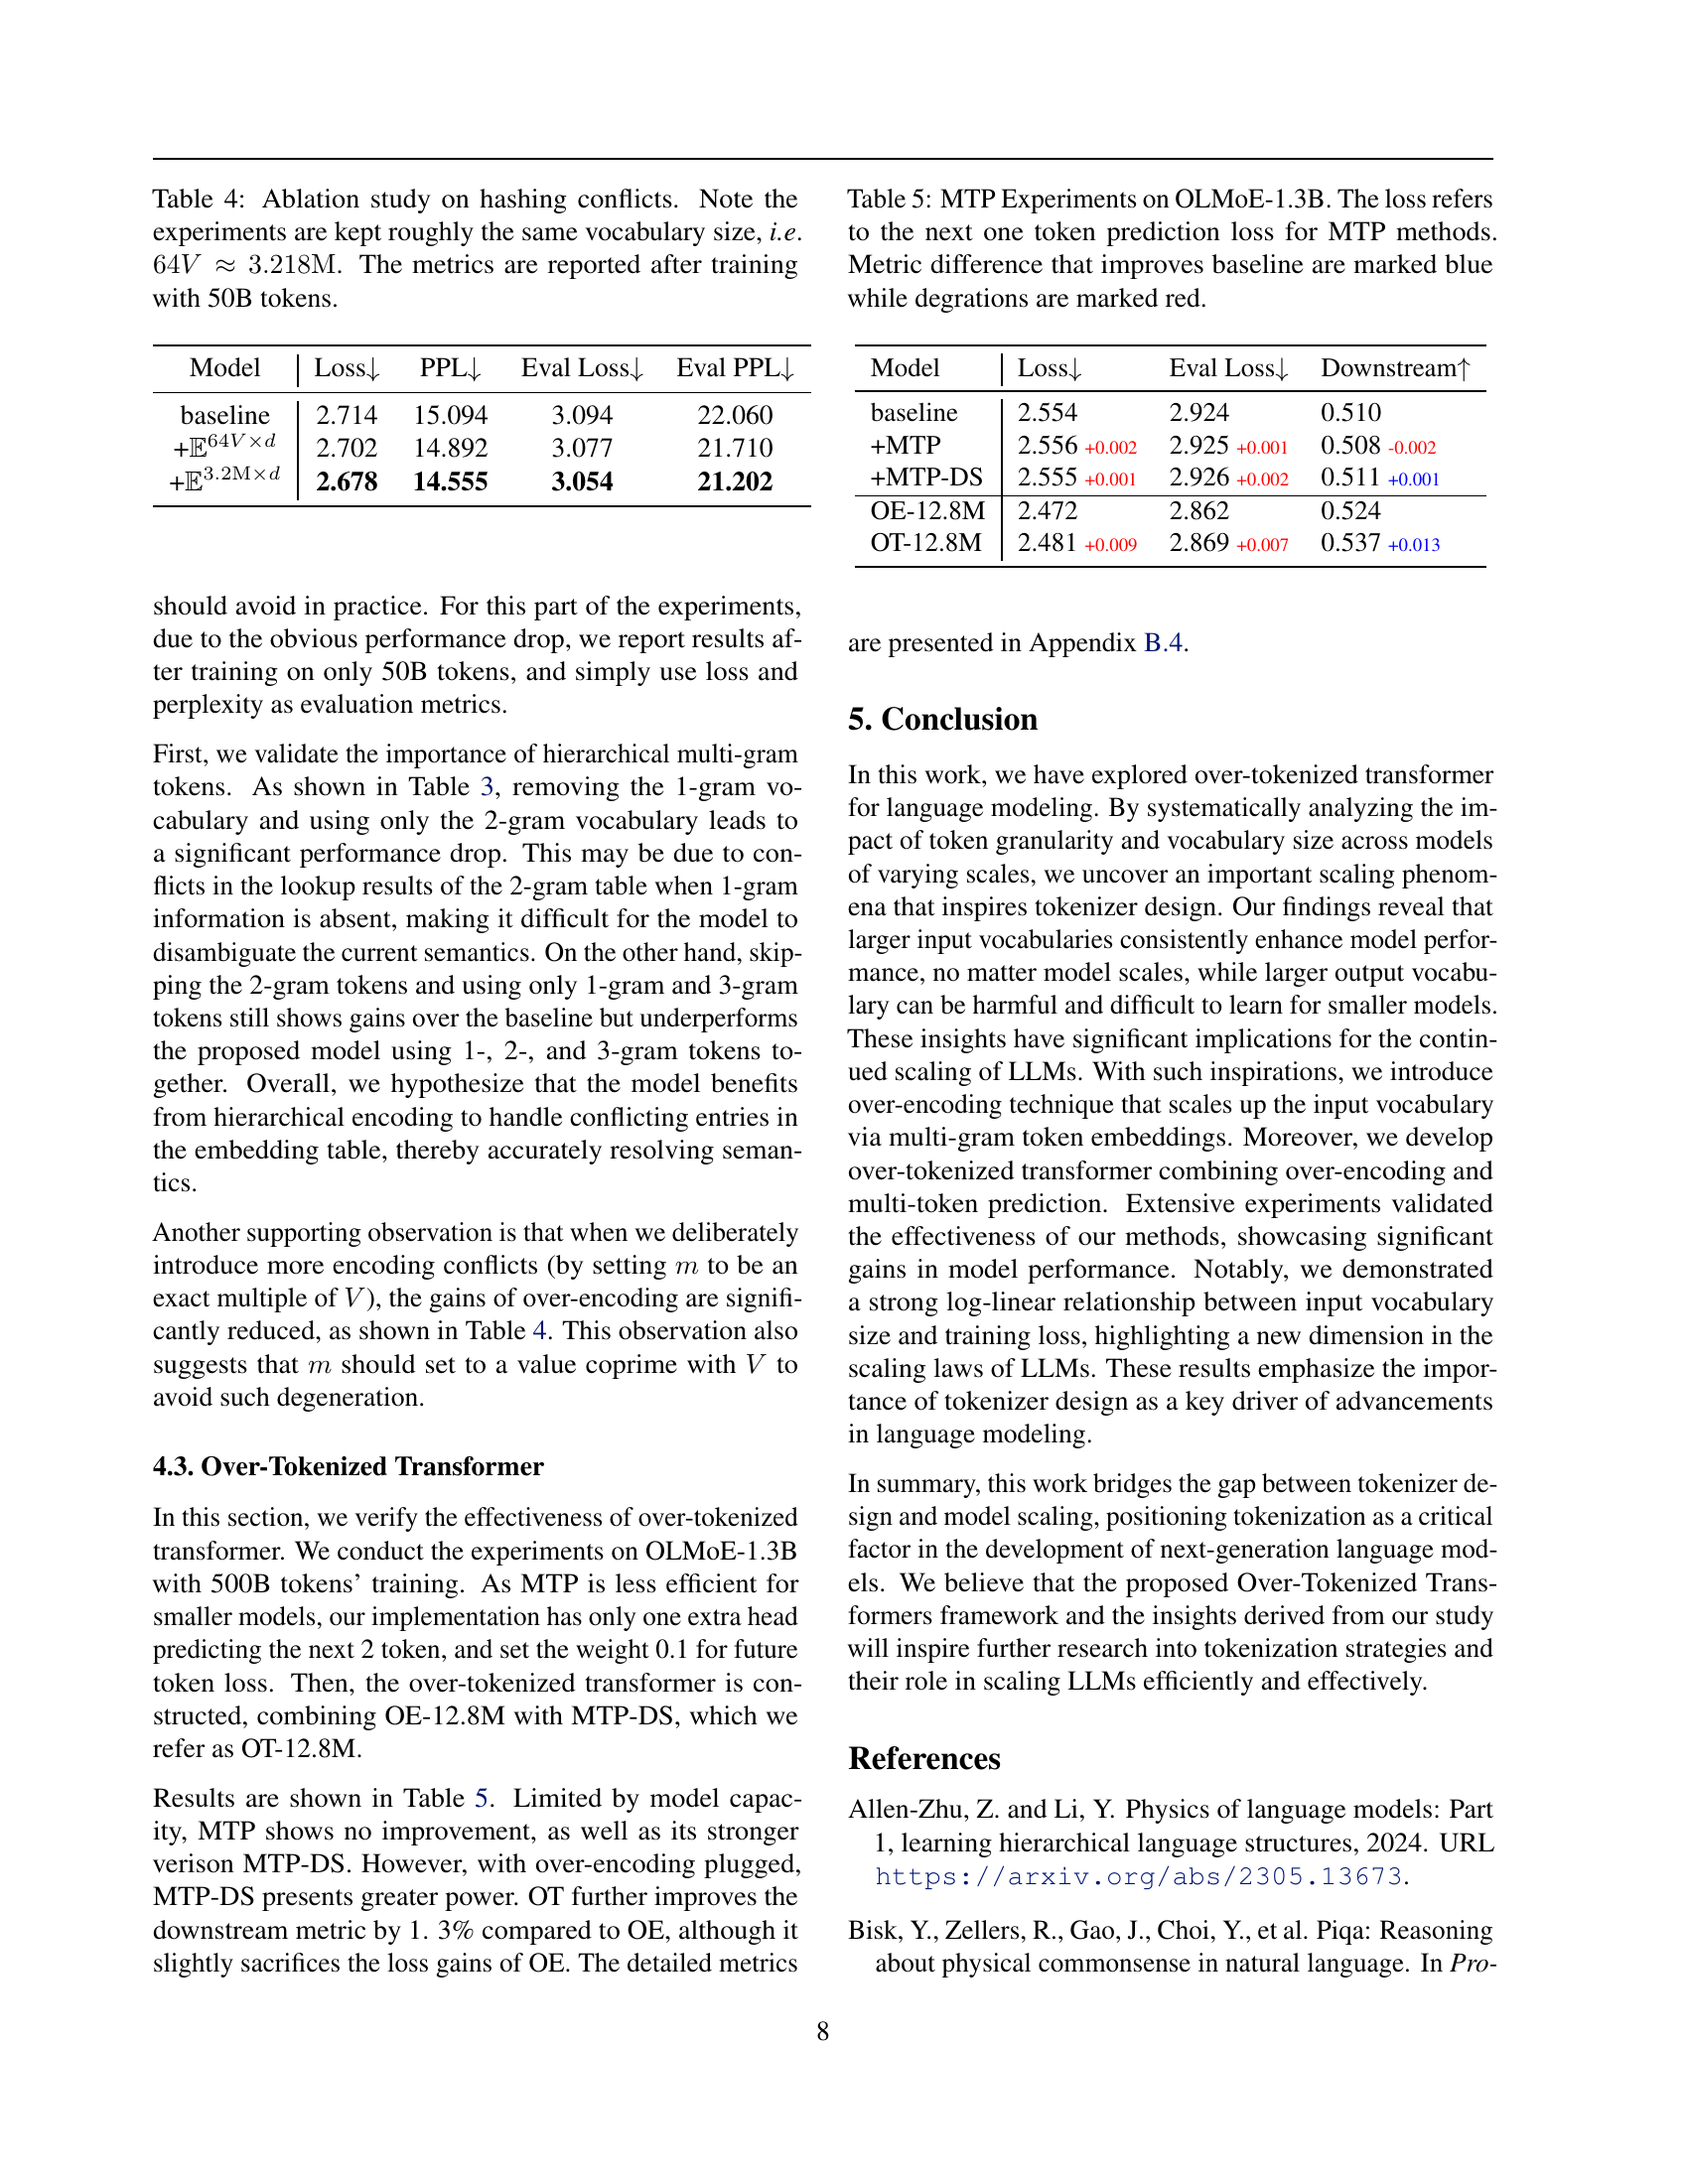 Table 4: Ablation study on hashing conflicts. Note the
experiments are kept roughly the same vocabulary size, i.e.
64V ≈ 3.218M. The metrics are reported after training
with 50B tokens.
Model Loss↓ PPL↓ Eval Loss↓ Eval PPL↓
baseline 2.714 15.094 3.094 22.060
+𝔼^{64V×d} 2.702 14.892 3.077 21.710
+𝔼^{3.2M×d} 2.678 14.555 3.054 21.202
should avoid in practice. For this part of the experiments,
due to the obvious performance drop, we report results af-
ter training on only 50B tokens, and simply use loss and
perplexity as evaluation metrics.
First, we validate the importance of hierarchical multi-gram
tokens. As shown in Table 3, removing the 1-gram vo-
cabulary and using only the 2-gram vocabulary leads to
a significant performance drop. This may be due to con-
flicts in the lookup results of the 2-gram table when 1-gram
information is absent, making it difficult for the model to
disambiguate the current semantics. On the other hand, skip-
ping the 2-gram tokens and using only 1-gram and 3-gram
tokens still shows gains over the baseline but underperforms
the proposed model using 1-, 2-, and 3-gram tokens to-
gether. Overall, we hypothesize that the model benefits
from hierarchical encoding to handle conflicting entries in
the embedding table, thereby accurately resolving seman-
tics.
Another supporting observation is that when we deliberately
introduce more encoding conflicts (by setting m to be an
exact multiple of V), the gains of over-encoding are signifi-
cantly reduced, as shown in Table 4. This observation also
suggests that m should set to a value coprime with V to
avoid such degeneration.
4.3. Over-Tokenized Transformer
In this section, we verify the effectiveness of over-tokenized
transformer. We conduct the experiments on OLMoE-1.3B
with 500B tokens' training. As MTP is less efficient for
smaller models, our implementation has only one extra head
predicting the next 2 token, and set the weight 0.1 for future
token loss. Then, the over-tokenized transformer is con-
structed, combining OE-12.8M with MTP-DS, which we
refer as OT-12.8M.
Results are shown in Table 5. Limited by model capac-
ity, MTP shows no improvement, as well as its stronger
verison MTP-DS. However, with over-encoding plugged,
MTP-DS presents greater power. OT further improves the
downstream metric by 1. 3% compared to OE, although it
slightly sacrifices the loss gains of OE. The detailed metrics
Table 5: MTP Experiments on OLMoE-1.3B. The loss refers
to the next one token prediction loss for MTP methods.
Metric difference that improves baseline are marked blue
while degrations are marked red.
Model Loss↓ Eval Loss↓ Downstream↑
baseline 2.554 2.924 0.510
+MTP 2.556 +0.002 2.925 +0.001 0.508 -0.002
+MTP-DS 2.555 +0.001 2.926 +0.002 0.511 +0.001
OE-12.8M 2.472 2.862 0.524
OT-12.8M 2.481 +0.009 2.869 +0.007 0.537 +0.013
are presented in Appendix B.4.
5. Conclusion
In this work, we have explored over-tokenized transformer
for language modeling. By systematically analyzing the im-
pact of token granularity and vocabulary size across models
of varying scales, we uncover an important scaling phenom-
ena that inspires tokenizer design. Our findings reveal that
larger input vocabularies consistently enhance model perfor-
mance, no matter model scales, while larger output vocabu-
lary can be harmful and difficult to learn for smaller models.
These insights have significant implications for the contin-
ued scaling of LLMs. With such inspirations, we introduce
over-encoding technique that scales up the input vocabulary
via multi-gram token embeddings. Moreover, we develop
over-tokenized transformer combining over-encoding and
multi-token prediction. Extensive experiments validated
the effectiveness of our methods, showcasing significant
gains in model performance. Notably, we demonstrated
a strong log-linear relationship between input vocabulary
size and training loss, highlighting a new dimension in the
scaling laws of LLMs. These results emphasize the impor-
tance of tokenizer design as a key driver of advancements
in language modeling.
In summary, this work bridges the gap between tokenizer de-
sign and model scaling, positioning tokenization as a critical
factor in the development of next-generation language mod-
els. We believe that the proposed Over-Tokenized Trans-
formers framework and the insights derived from our study
will inspire further research into tokenization strategies and
their role in scaling LLMs efficiently and effectively.
References
Allen-Zhu, Z. and Li, Y. Physics of language models: Part
1, learning hierarchical language structures, 2024. URL
https://arxiv.org/abs/2305.13673.
Bisk, Y., Zellers, R., Gao, J., Choi, Y., et al. Piqa: Reasoning
about physical commonsense in natural language. In Pro-
8